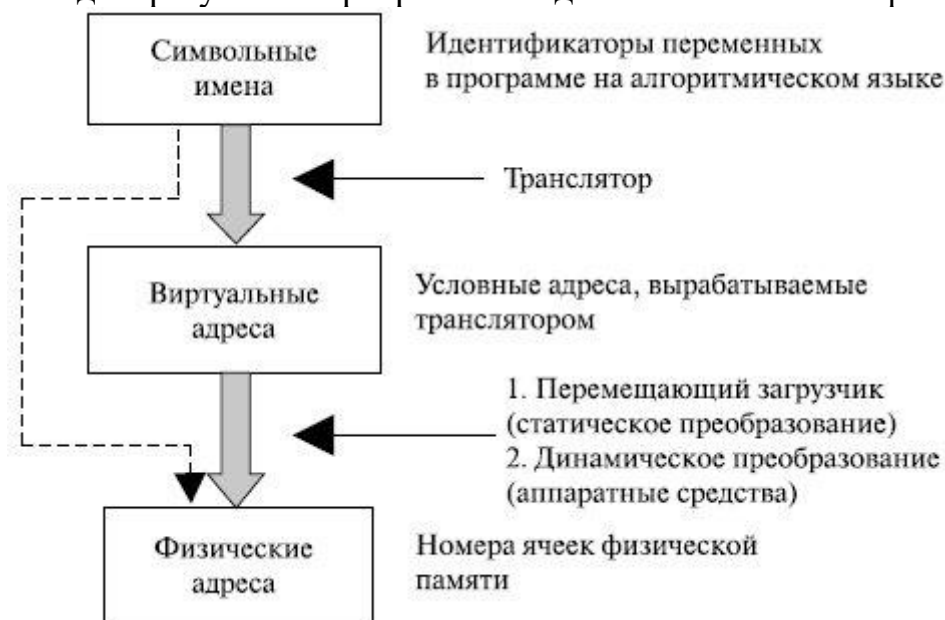 Символьные
имена
Идентификаторы переменных
в программе на алгоритмическом языке
Транслятор
Виртуальные
адреса
Условные адреса, вырабатываемые
транслятором
1. Перемещающий загрузчик
(статическое преобразование)
2. Динамическое преобразование
(аппаратные средства)
Физические
адреса
Номера ячеек физической
памяти